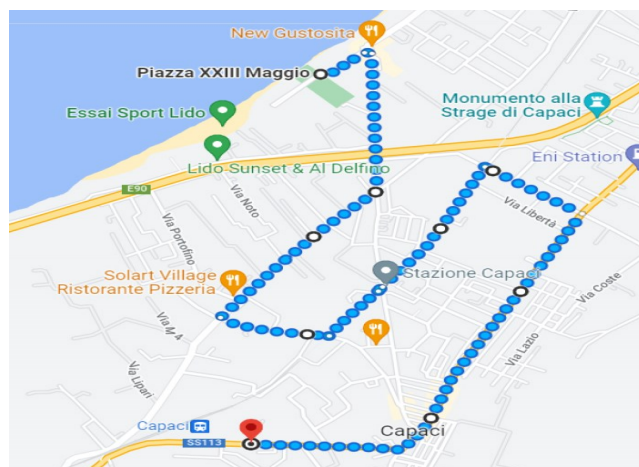 New Gustosita
Piazza XXIII Maggio
Monumento alla
Strage di Capaci
Essai Sport Lido
Eni Station
Lido Sunset & Al Delfino
E90
Via Noto
Via Libertà
Via Portofino
Solart Village
Ristorante Pizzeria
Stazione Capaci
Via Coste
Via M4
Via Lazio
Via Lipari
Capaci
Capaci
SS113